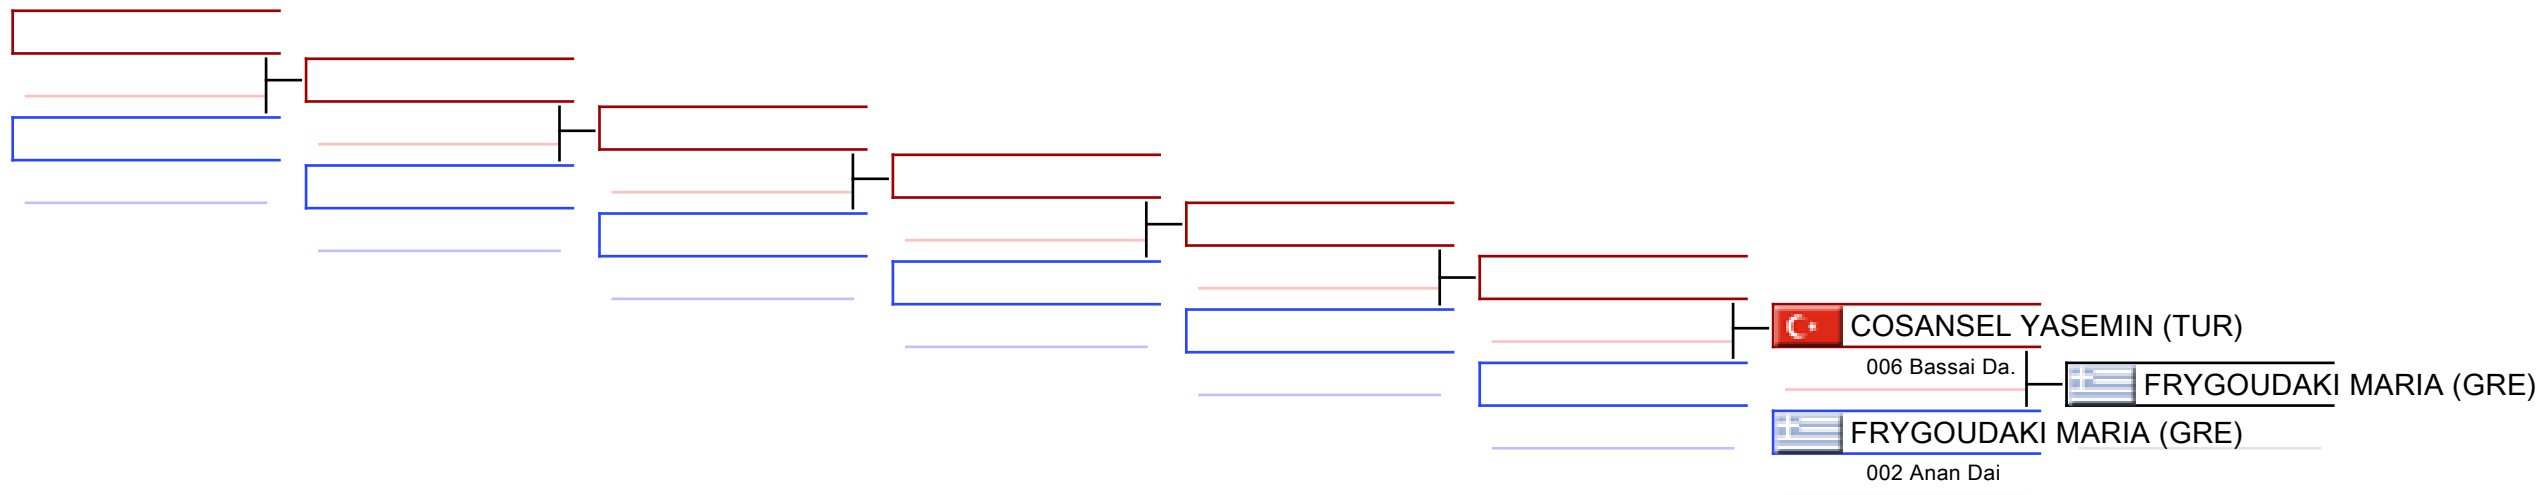 COSANSEL YASEMIN (TUR)
006 Bassai Da.
FRYGOUDAKI MARIA (GRE)
FRYGOUDAKI MARIA (GRE)
002 Anan Dai